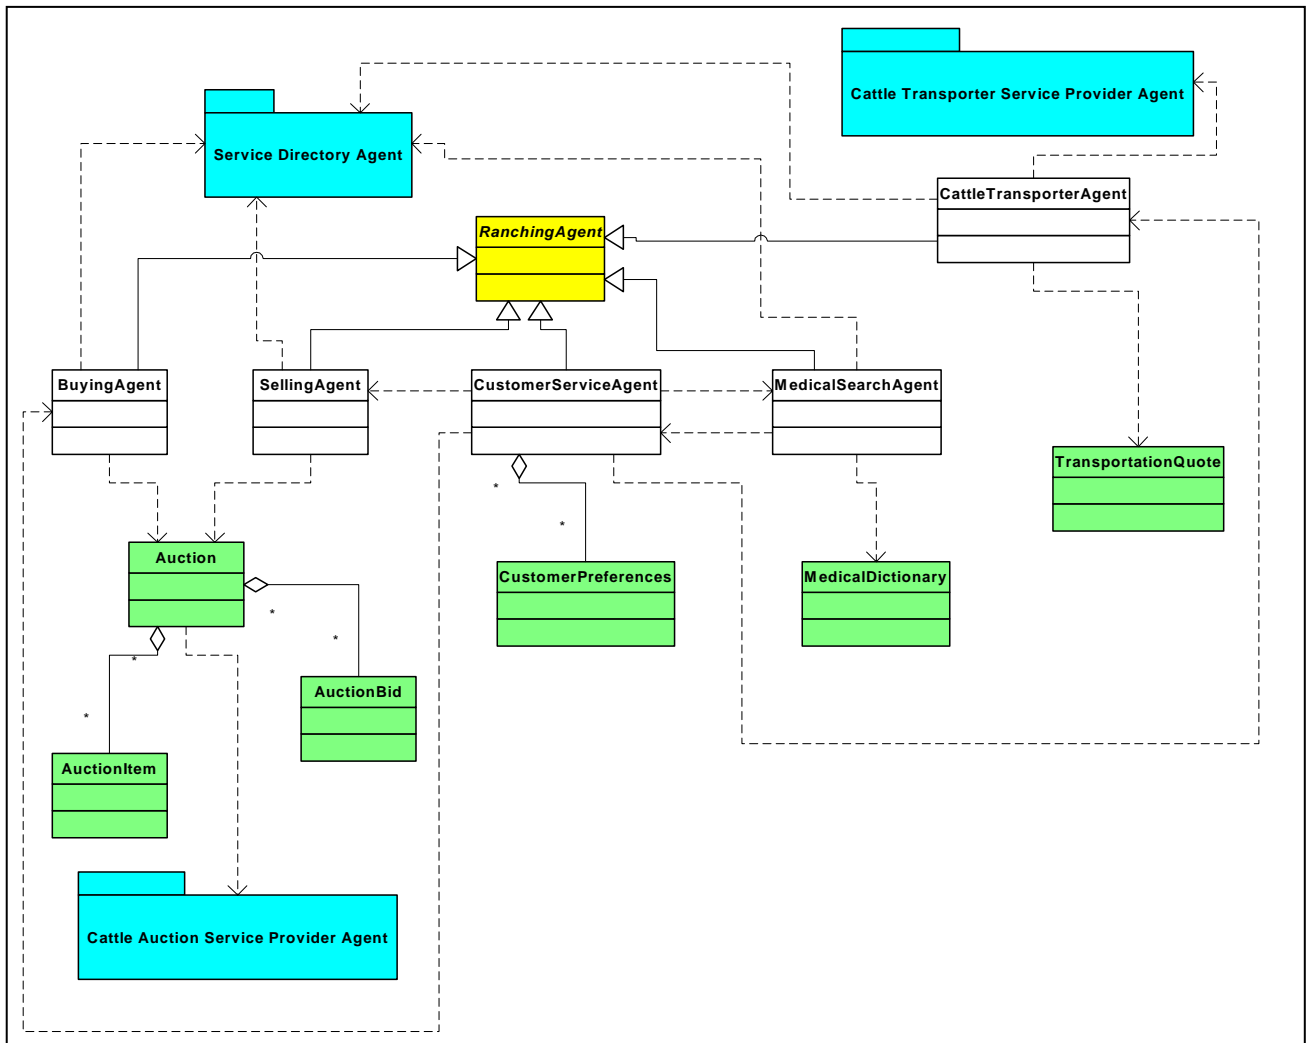 Cattle Transporter Service Provider Agent
Service Directory Agent
CattleTransporterAgent
RanchingAgent
BuyingAgent
SellingAgent
CustomerServiceAgent
MedicalSearchAgent
TransportationQuote
*
*
Auction
CustomerPreferences
MedicalDictionary
*
*
*
AuctionBid
*
AuctionItem
Cattle Auction Service Provider Agent